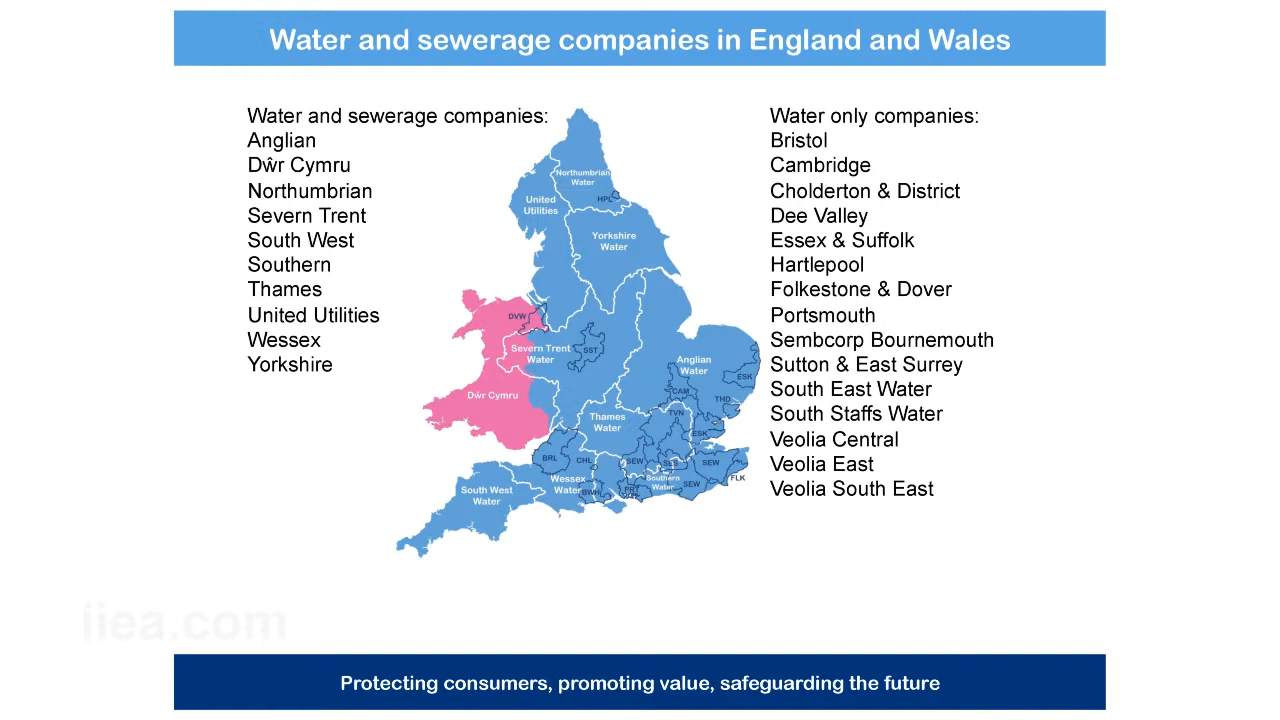 Water and sewerage companies in England and Wales
Water and sewerage companies:
Anglian
Dŵr Cymru
Northumbrian
Severn Trent
South West
Southern
Thames
United Utilities
Wessex
Yorkshire
Northumbrian
Water
HPL
United
Utilities
Yorkshire
Water
DVW
Severn Trent
Water
SST
Anglian
Water
ESK
CAM
Dŵr Cymru
THD
Thames
Water
TVN
ESK
BRL
CHL
SEW
SES
SEW
Wessex
Water
BWH
PRT
Southern
Water
SEW
FLK
South West
Water
Water only companies:
Bristol
Cambridge
Cholderton & District
Dee Valley
Essex & Suffolk
Hartlepool
Folkestone & Dover
Portsmouth
Sembcorp Bournemouth
Sutton & East Surrey
South East Water
South Staffs Water
Veolia Central
Veolia East
Veolia South East
iiea.com
Protecting consumers, promoting value, safeguarding the future